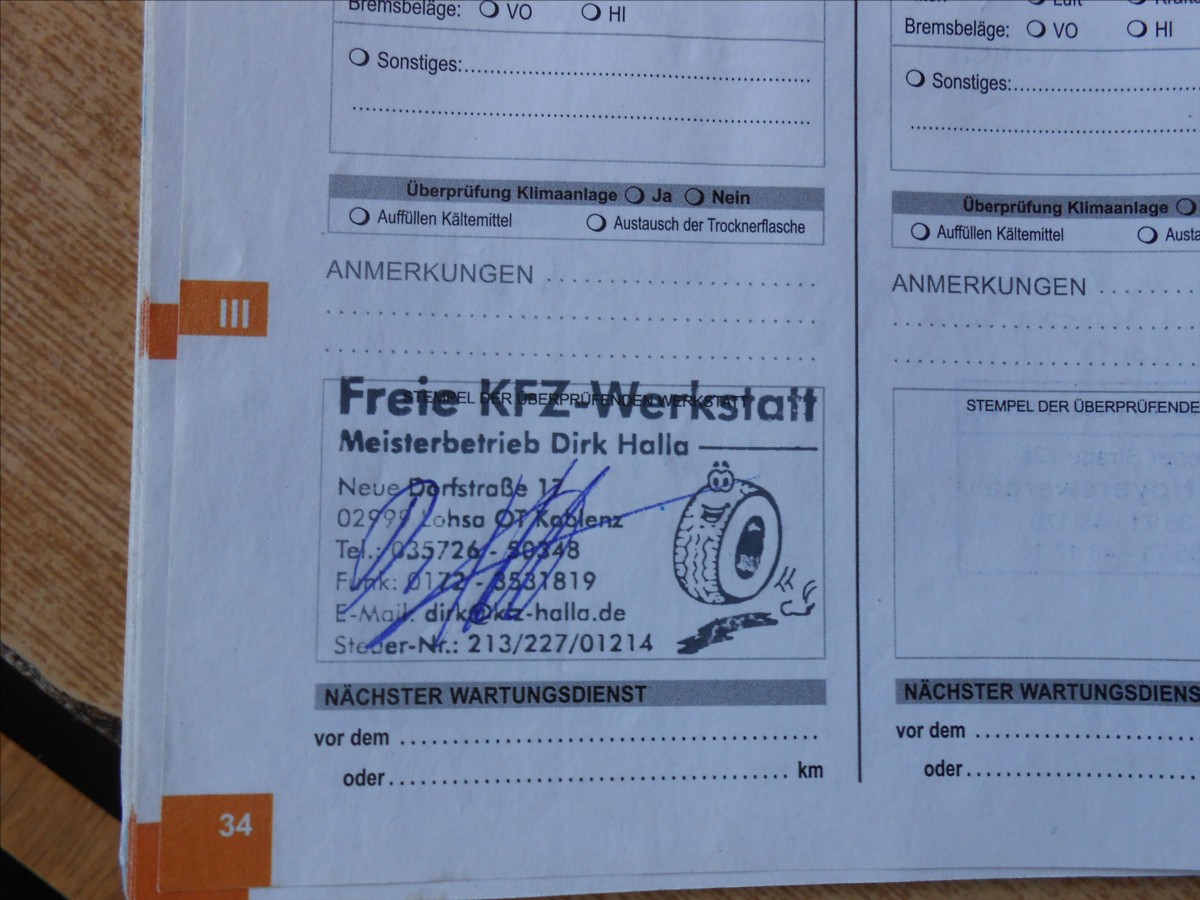 Bremsbeläge: VO HI
Sonstiges:
Überprüfung Klimaanlage Ja Nein
Auffüllen Kältemittel Austausch der Trocknerflasche
ANMERKUNGEN
III
STEMPEL DER ÜBERPRÜFENDEN WERKSTATT
Freie KFZ-Werkstatt
Meisterbetrieb Dirk Halla
Neue Dorfstraße 17
02999 Lohsa OT Koblenz
Tel.: 035726 - 50348
Funk: 0172 - 3531819
E-Mail: dirk@kfz-halla.de
Steuer-Nr.: 213/227/01214
NÄCHSTER WARTUNGSDIENST
vor dem
oder km
34
Luft
Bremsbeläge: VO HI
Sonstiges:
Überprüfung Klimaanlage
Auffüllen Kältemittel
ANMERKUNGEN
STEMPEL DER ÜBERPRÜFENDE
NÄCHSTER WARTUNGSDIENS
vor dem
oder